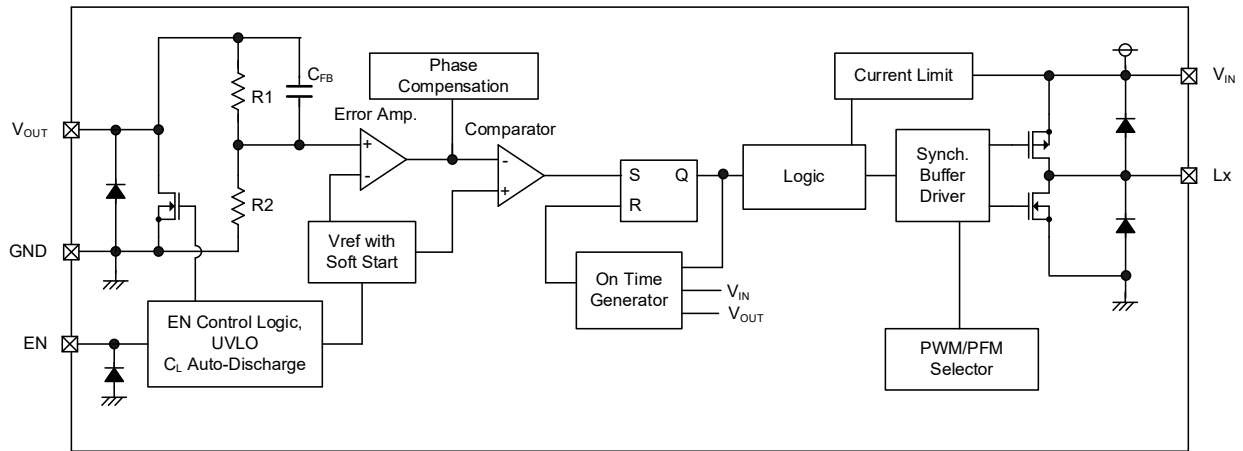 C_FB
Phase
Compensation
Current Limit
V_IN
R1
Error Amp.
Comparator
V_OUT
+
-
-
+
S
Q
R
Logic
Synch.
Buffer
Driver
Lx
R2
GND
Vref with
Soft Start
On Time
Generator
V_IN
V_OUT
EN
EN Control Logic,
UVLO
C_L Auto-Discharge
PWM/PFM
Selector